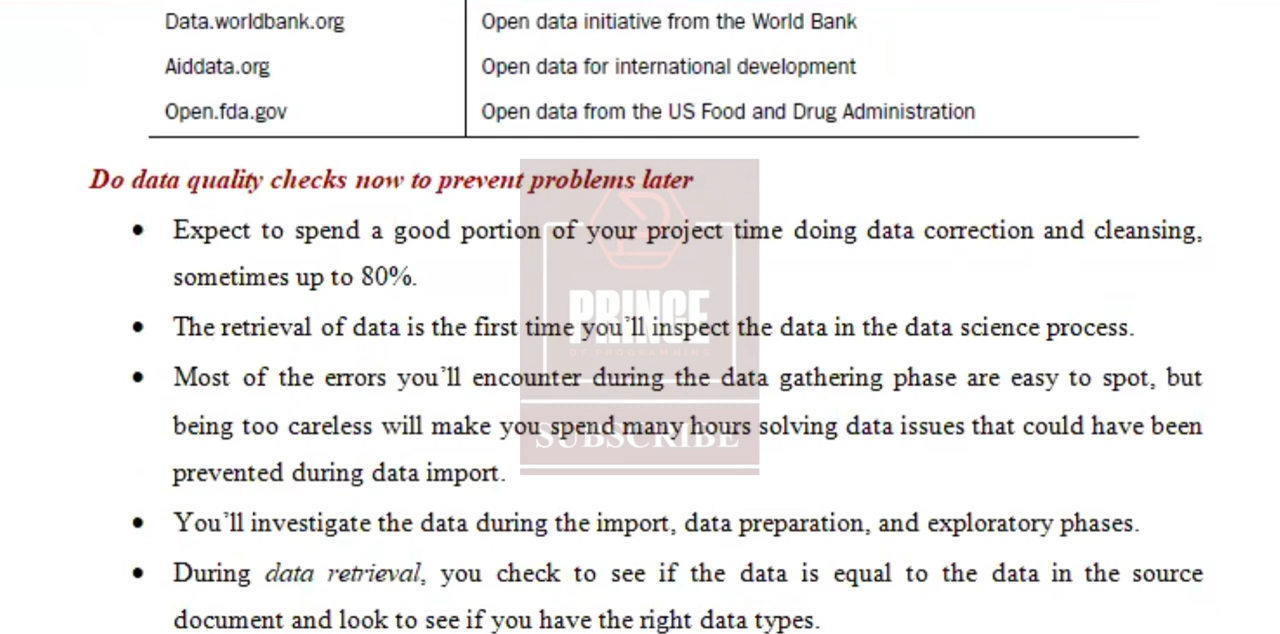 Data.worldbank.org Open data initiative from the World Bank
Aiddata.org Open data for international development
Open.fda.gov Open data from the US Food and Drug Administration
Do data quality checks now to prevent problems later
• Expect to spend a good portion of your project time doing data correction and cleansing,
sometimes up to 80%.
• The retrieval of data is the first time you'll inspect the data in the data science process.
• Most of the errors you'll encounter during the data gathering phase are easy to spot, but
being too careless will make you spend many hours solving data issues that could have been
prevented during data import.
• You'll investigate the data during the import, data preparation, and exploratory phases.
• During data retrieval, you check to see if the data is equal to the data in the source
document and look to see if you have the right data types.
PRINCE
OF PROGRAMMING
SUBSCRIBE